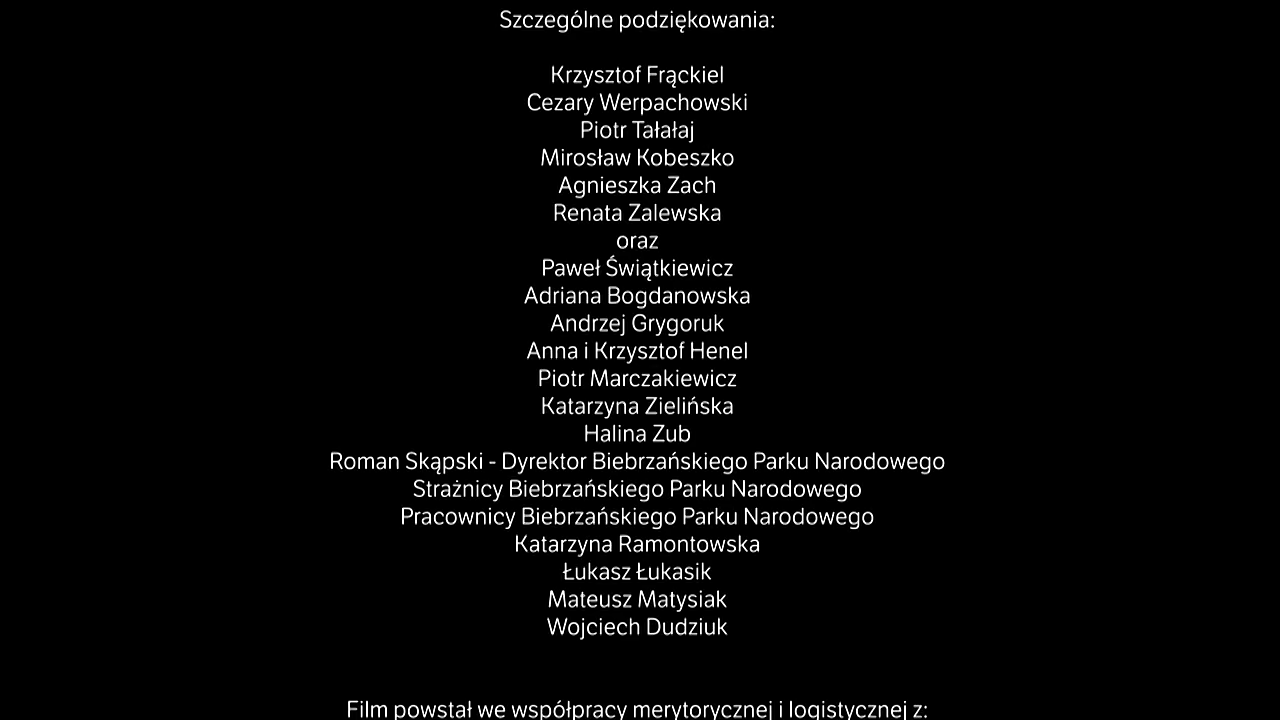 Szczególne podziękowania:
Krzysztof Frąckiel
Cezary Werpachowski
Piotr Tałałaj
Mirosław Kobeszko
Agnieszka Zach
Renata Zalewska
oraz
Paweł Świątkiewicz
Adriana Bogdanowska
Andrzej Grygoruk
Anna i Krzysztof Henel
Piotr Marczakiewicz
Katarzyna Zielińska
Halina Zub
Roman Skąpski - Dyrektor Biebrzańskiego Parku Narodowego
Strażnicy Biebrzańskiego Parku Narodowego
Pracownicy Biebrzańskiego Parku Narodowego
Katarzyna Ramontowska
Łukasz Łukasik
Mateusz Matysiak
Wojciech Dudziuk
Film powstał we współpracy merytorycznej i logistycznej z: